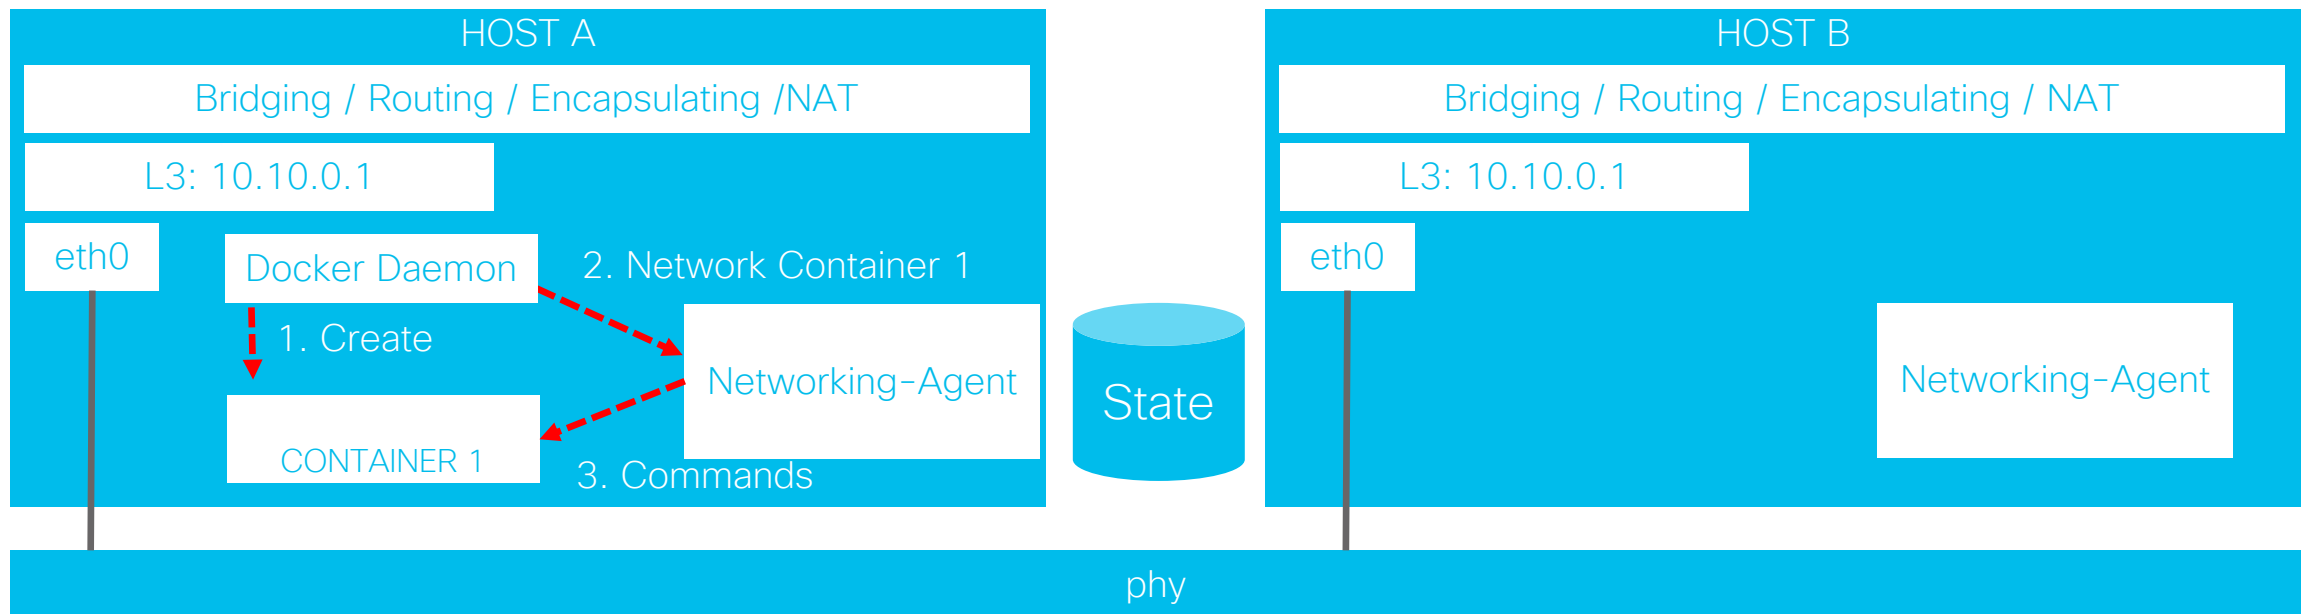 HOST A
Bridging / Routing / Encapsulating /NAT
L3: 10.10.0.1
eth0
Docker Daemon
2. Network Container 1
1. Create
Networking-Agent
CONTAINER 1
3. Commands
State
HOST B
Bridging / Routing / Encapsulating / NAT
L3: 10.10.0.1
eth0
Networking-Agent
phy